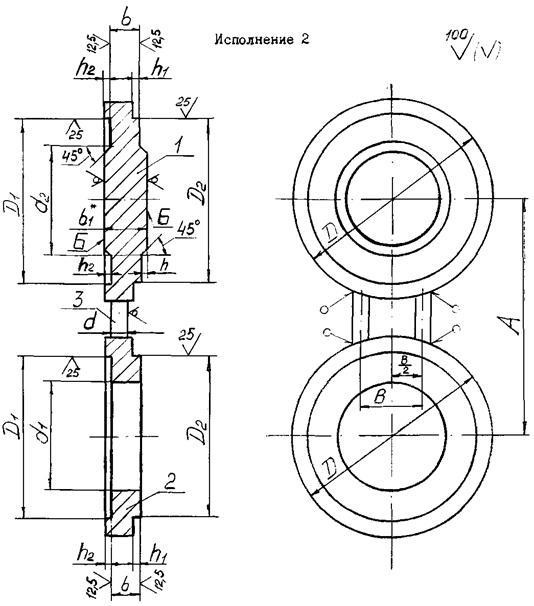 Исполнение 2
100 (√)
b
12,5 12,5
h2 h1
25 25
45°
1
D1 d2 D2
b1*
Б Б
45°
h2 h
3
d
25 25
D1 d1 D2
2
h2 h1
b
12,5 12,5
D
A
B/2
B
D